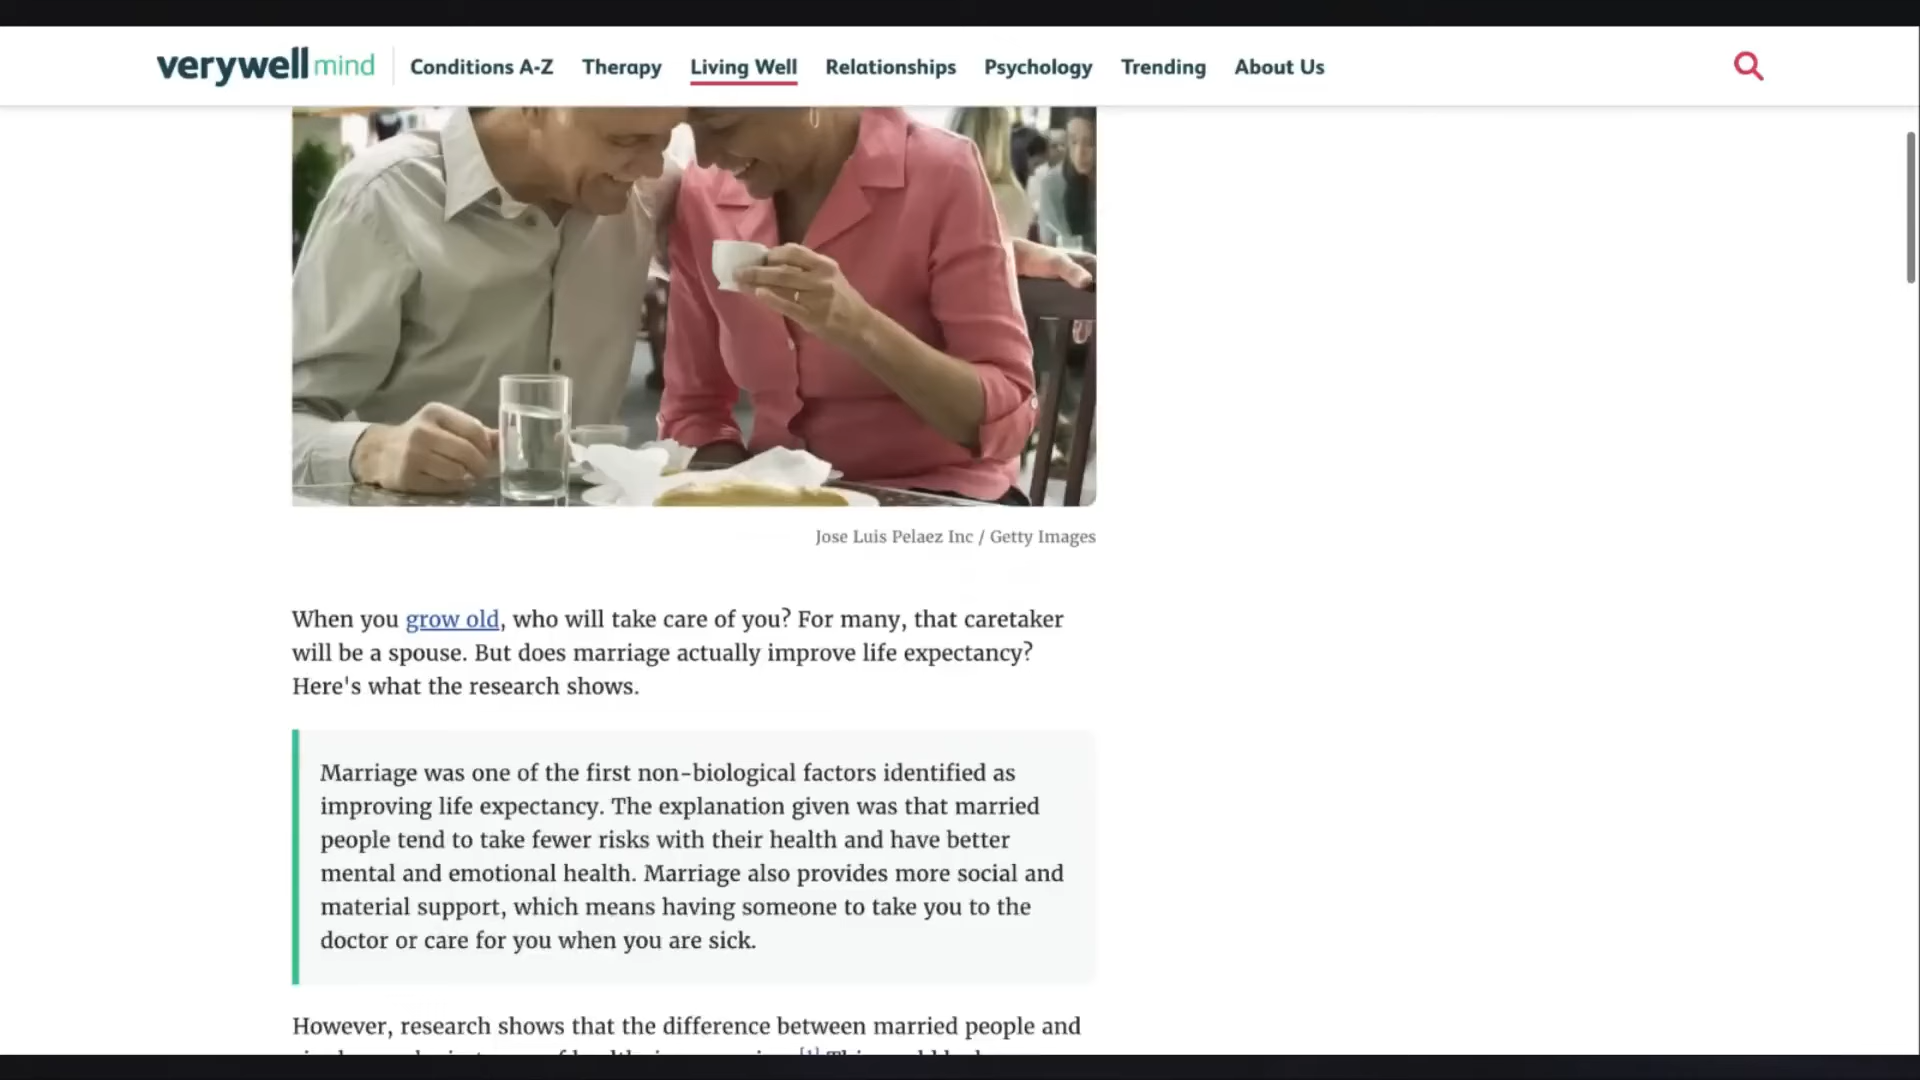 verywell mind
Conditions A-Z
Therapy
Living Well
Relationships
Psychology
Trending
About Us
Jose Luis Pelaez Inc / Getty Images
When you grow old, who will take care of you? For many, that caretaker
will be a spouse. But does marriage actually improve life expectancy?
Here's what the research shows.
Marriage was one of the first non-biological factors identified as
improving life expectancy. The explanation given was that married
people tend to take fewer risks with their health and have better
mental and emotional health. Marriage also provides more social and
material support, which means having someone to take you to the
doctor or care for you when you are sick.
However, research shows that the difference between married people and